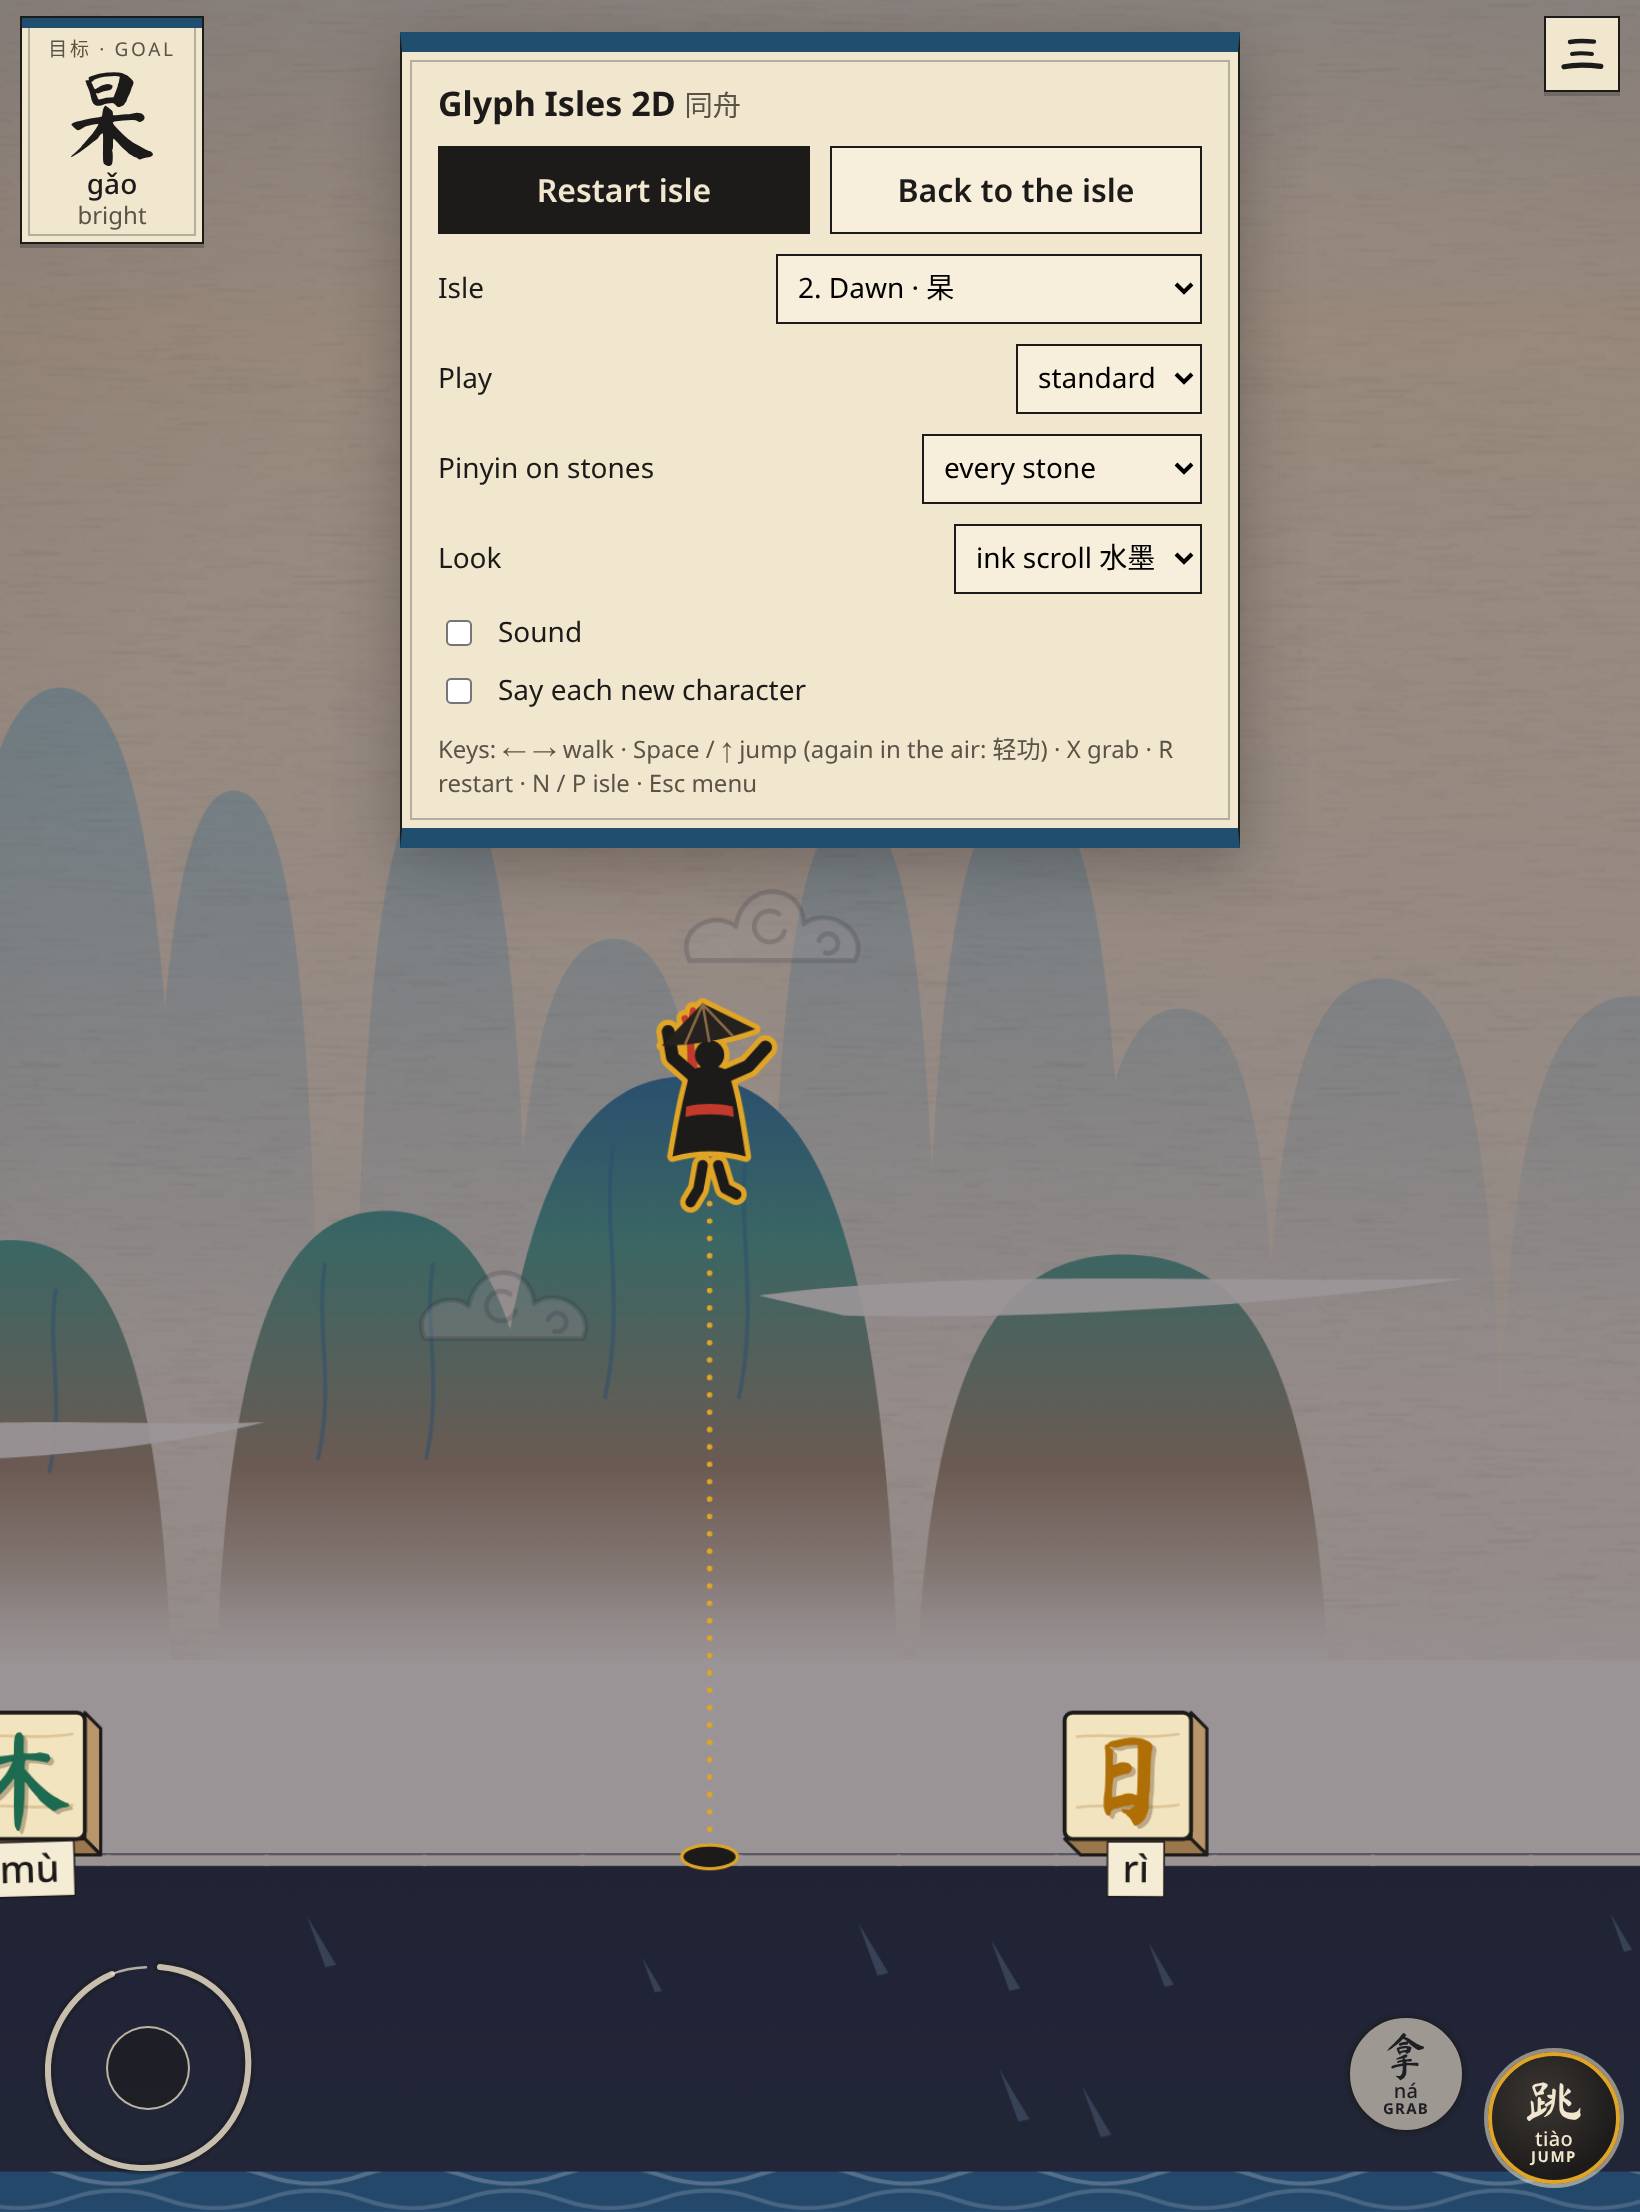 目标 · GOAL
杲
gǎo
bright
三
Glyph Isles 2D 同舟
Restart isle
Back to the isle
Isle
2. Dawn · 杲
Play
standard
Pinyin on stones
every stone
Look
ink scroll 水墨
Sound
Say each new character
Keys: ← → walk · Space / ↑ jump (again in the air: 轻功) · X grab · R
restart · N / P isle · Esc menu
木
mù
日
rì
拿
ná
GRAB
跳
tiào
JUMP